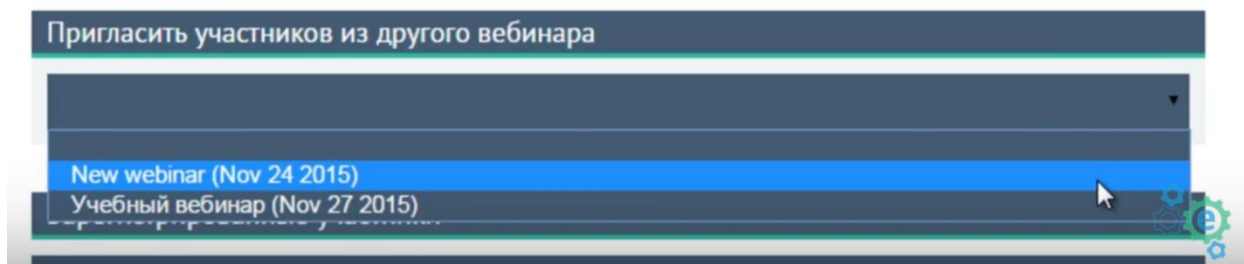 Пригласить участников из другого вебинара
New webinar (Nov 24 2015)
Учебный вебинар (Nov 27 2015)
e